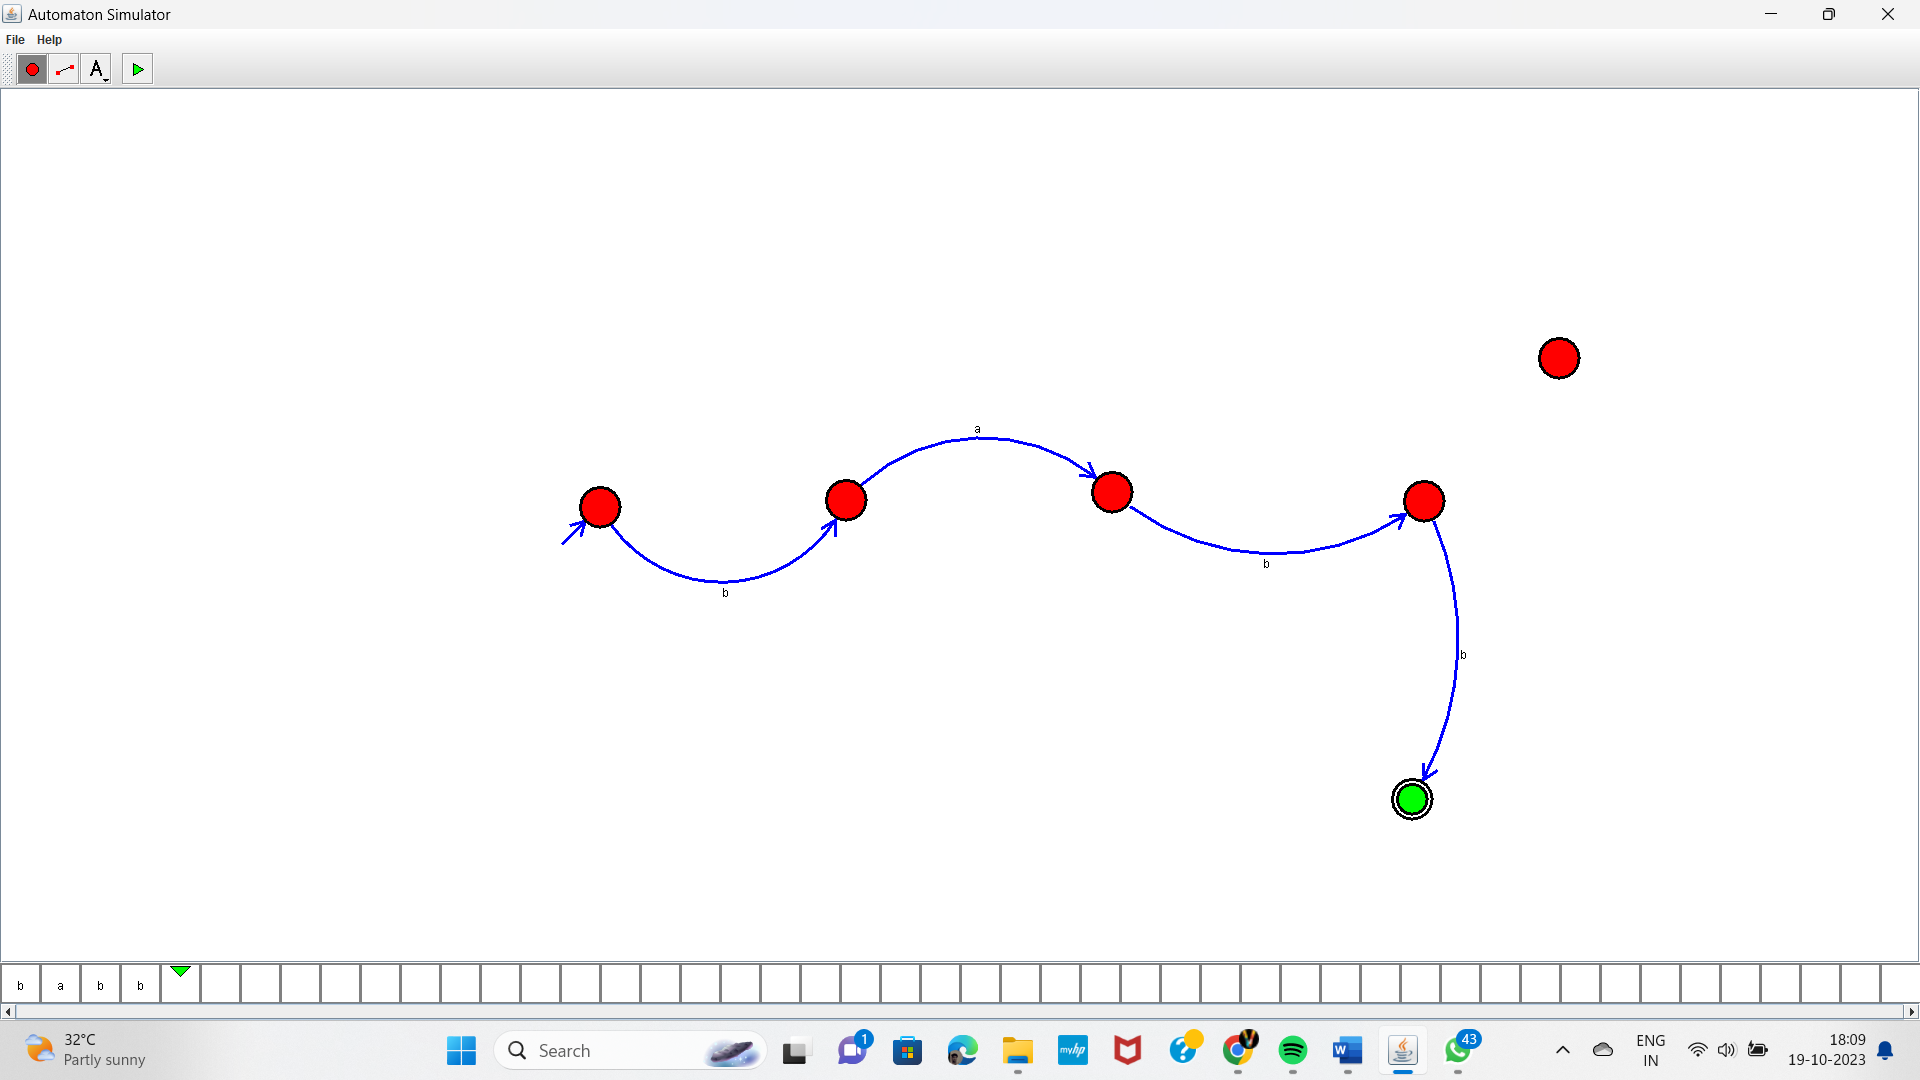 Automaton Simulator
File Help
A
a
b
b
b
b a b b
32°C
Partly sunny
Search
1
myhp
W
43
ENG
IN
18:09
19-10-2023